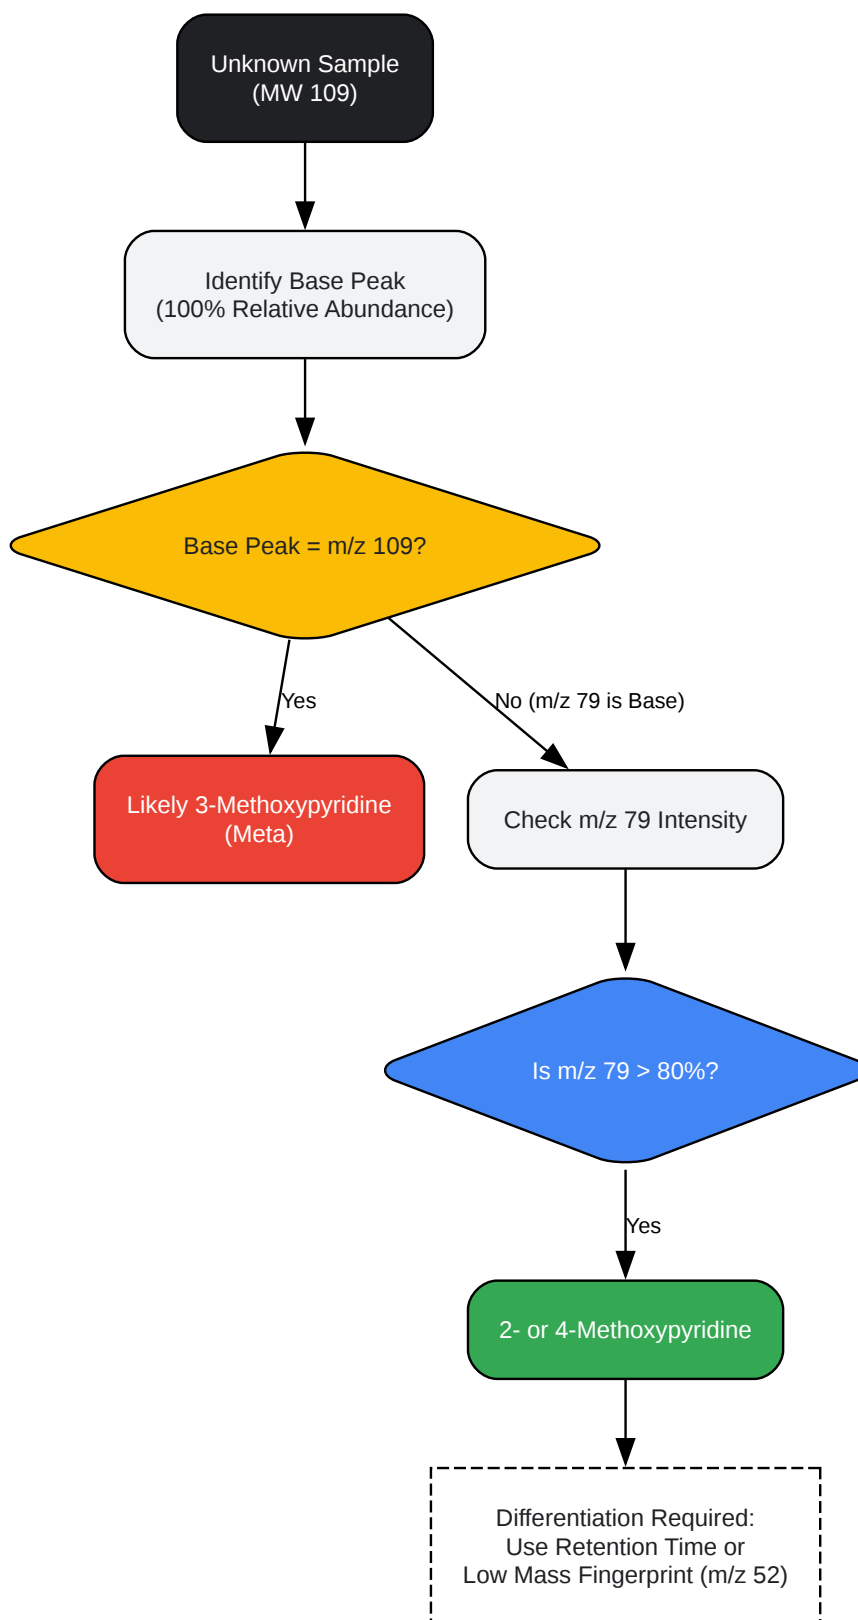 Unknown Sample
(MW 109)
Identify Base Peak
(100% Relative Abundance)
Base Peak = m/z 109?
Yes
No (m/z 79 is Base)
Likely 3-Methoxypyridine
(Meta)
Check m/z 79 Intensity
Is m/z 79 > 80%?
Yes
2- or 4-Methoxypyridine
Differentiation Required:
Use Retention Time or
Low Mass Fingerprint (m/z 52)